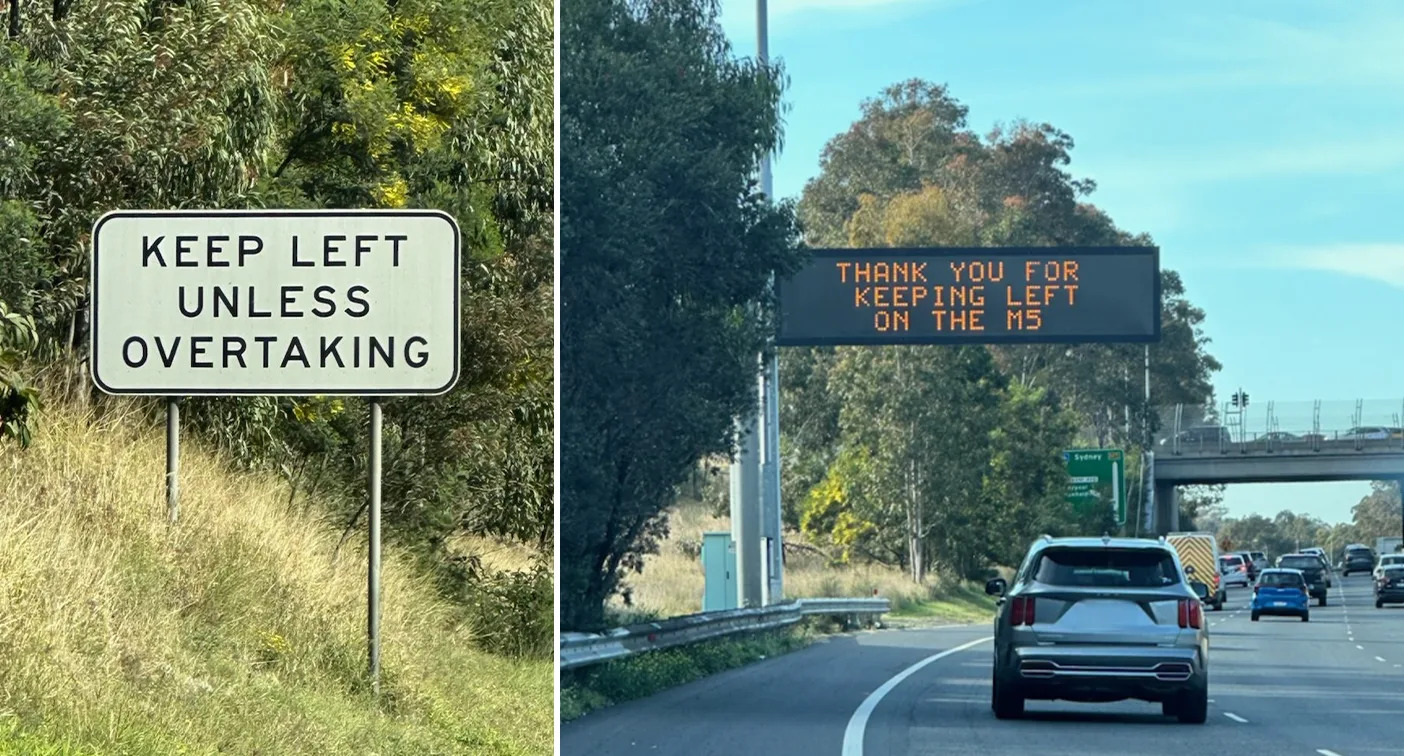 KEEP LEFT
UNLESS
OVERTAKING
THANK YOU FOR
KEEPING LEFT
ON THE M5
Sydney